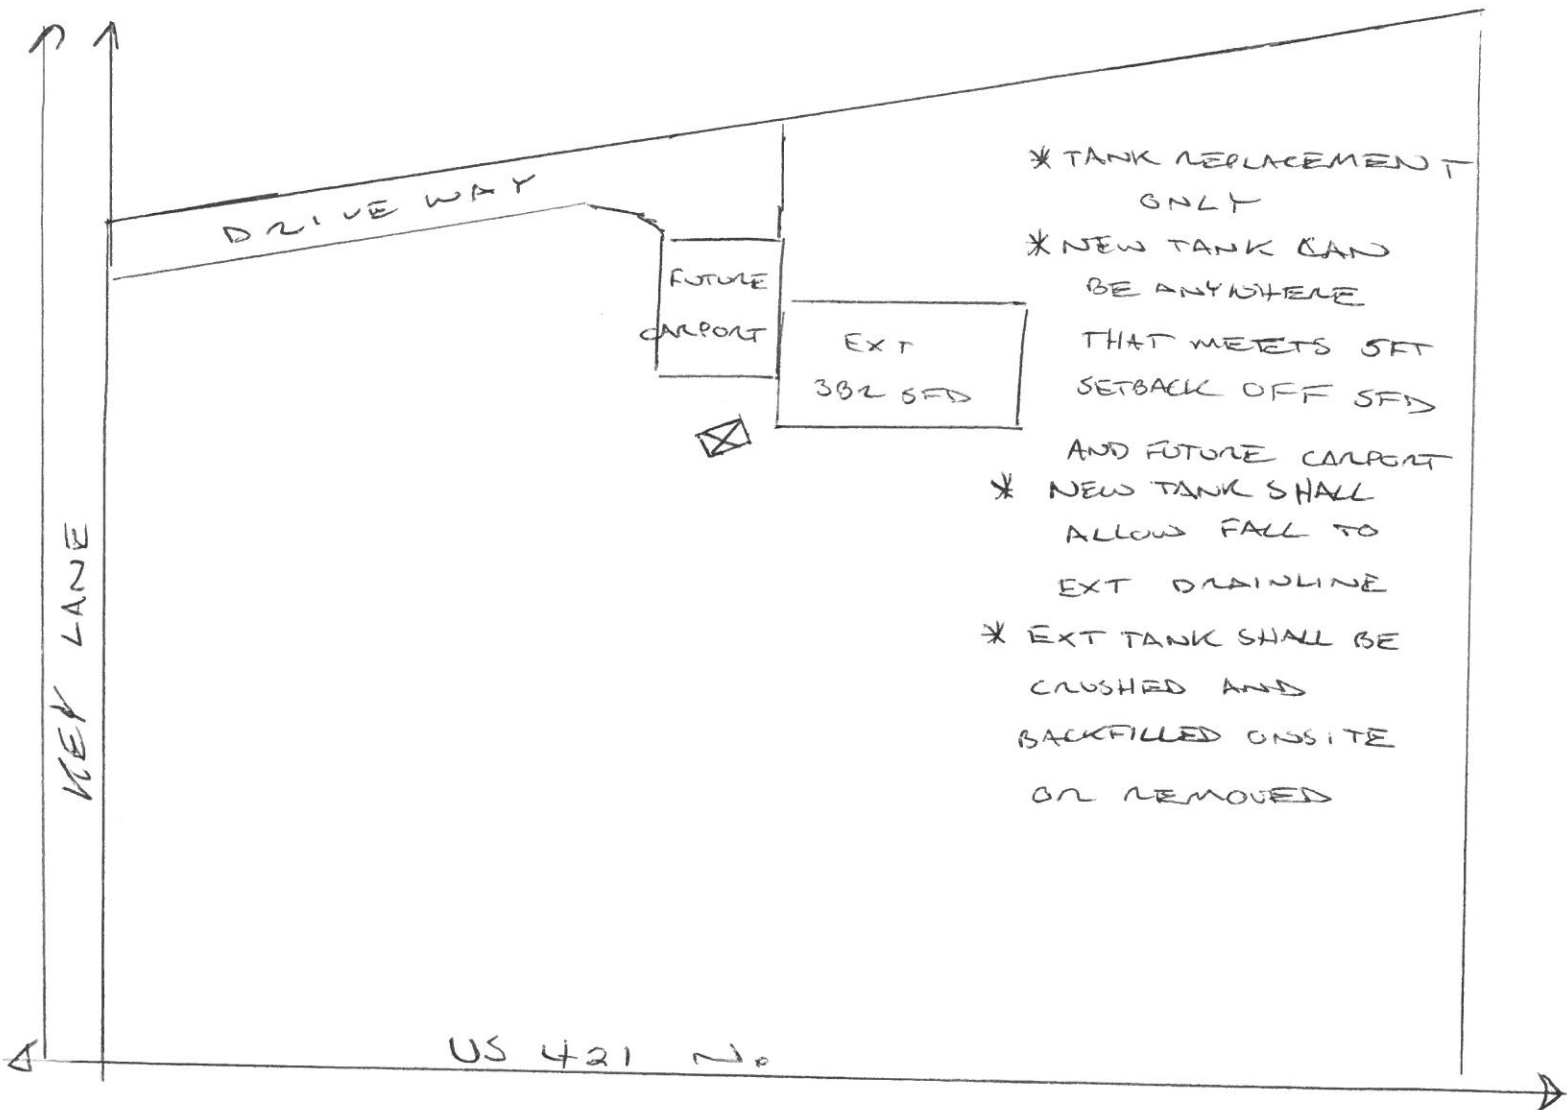 DRIVE WAY
FUTURE
CARPORT
EXT
3BR SFD
* TANK REPLACEMENT
ONLY
* NEW TANK CAN
BE ANYWHERE
THAT MEETS 5FT
SETBACK OFF SFD
AND FUTURE CARPORT
* NEW TANK SHALL
ALLOW FALL TO
EXT DRAINLINE
* EXT TANK SHALL BE
CRUSHED AND
BACKFILLED ONSITE
OR REMOVED
KEY LANE
US 421 N.